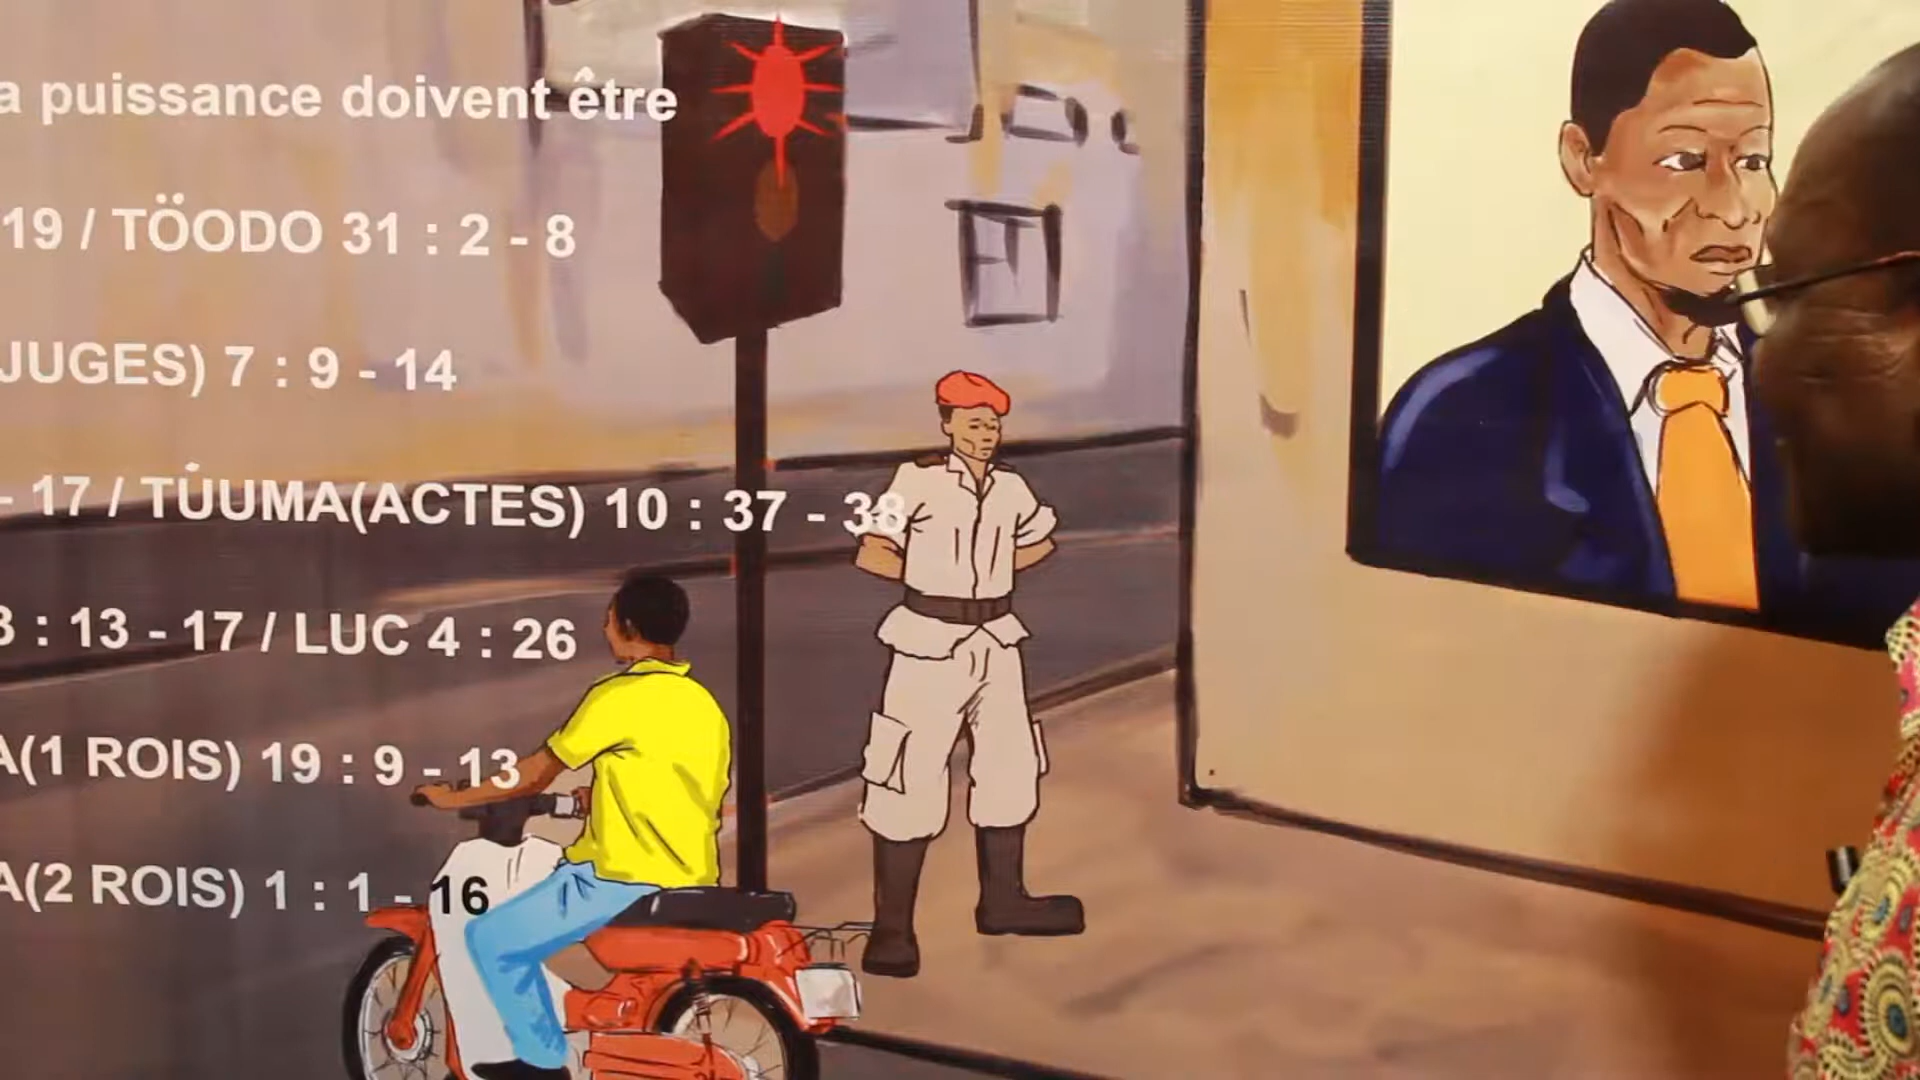 a puissance doivent être
19 / TÖODO 31 : 2 - 8
JUGES) 7 : 9 - 14
- 17 / TṪUUMA(ACTES) 10 : 37 - 38
3 : 13 - 17 / LUC 4 : 26
A(1 ROIS) 19 : 9 - 13
A(2 ROIS) 1 : 1 - 16